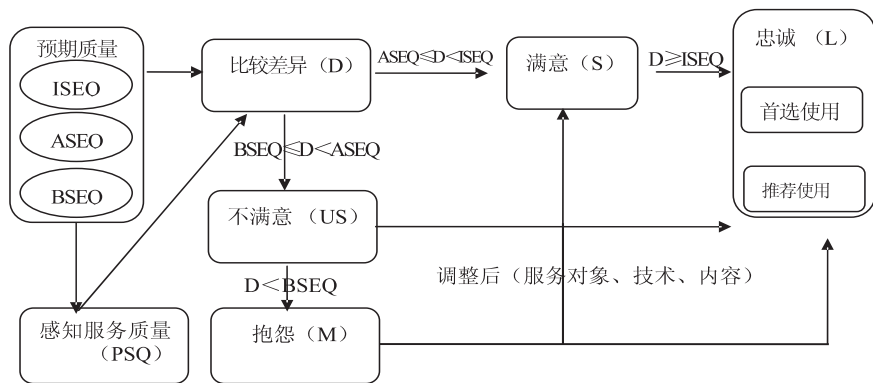 预期质量
ISEO
ASEO
BSEO
比较差异（D）
ASEQ≤D<ISEQ
满意（S）
D≥ISEQ
忠诚 （L）
首选使用
推荐使用
BSEQ≤D<ASEQ
不满意（US）
D<BSEQ
调整后（服务对象、技术、内容）
感知服务质量
（PSQ）
抱怨（M）